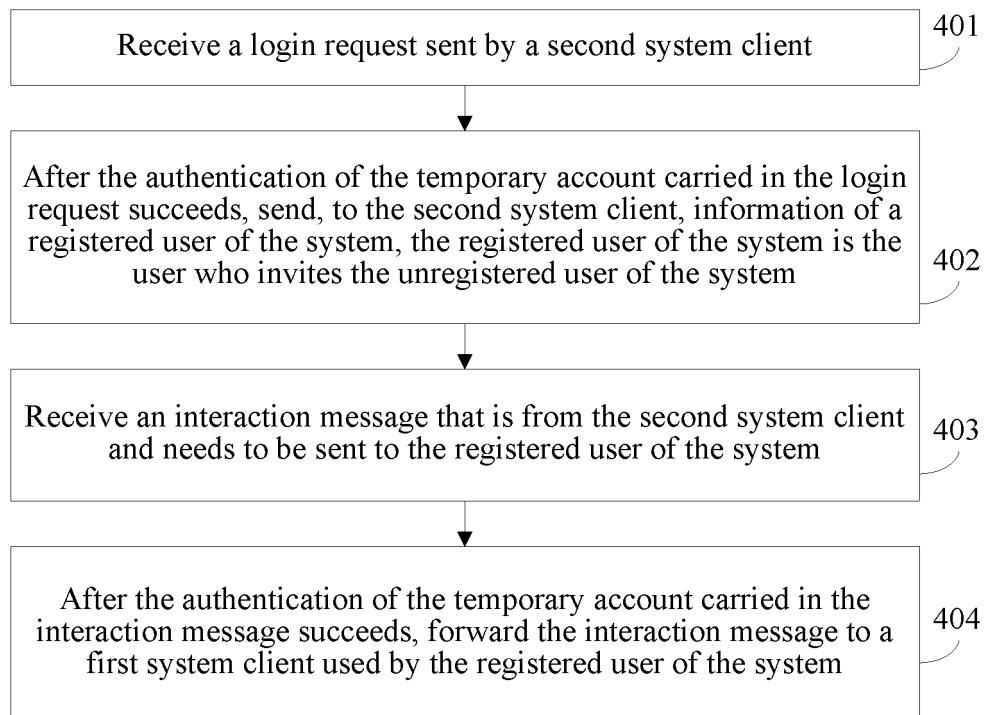 Receive a login request sent by a second system client
401
After the authentication of the temporary account carried in the login
request succeeds, send, to the second system client, information of a
registered user of the system, the registered user of the system is the
user who invites the unregistered user of the system
402
Receive an interaction message that is from the second system client
and needs to be sent to the registered user of the system
403
After the authentication of the temporary account carried in the
interaction message succeeds, forward the interaction message to a
first system client used by the registered user of the system
404